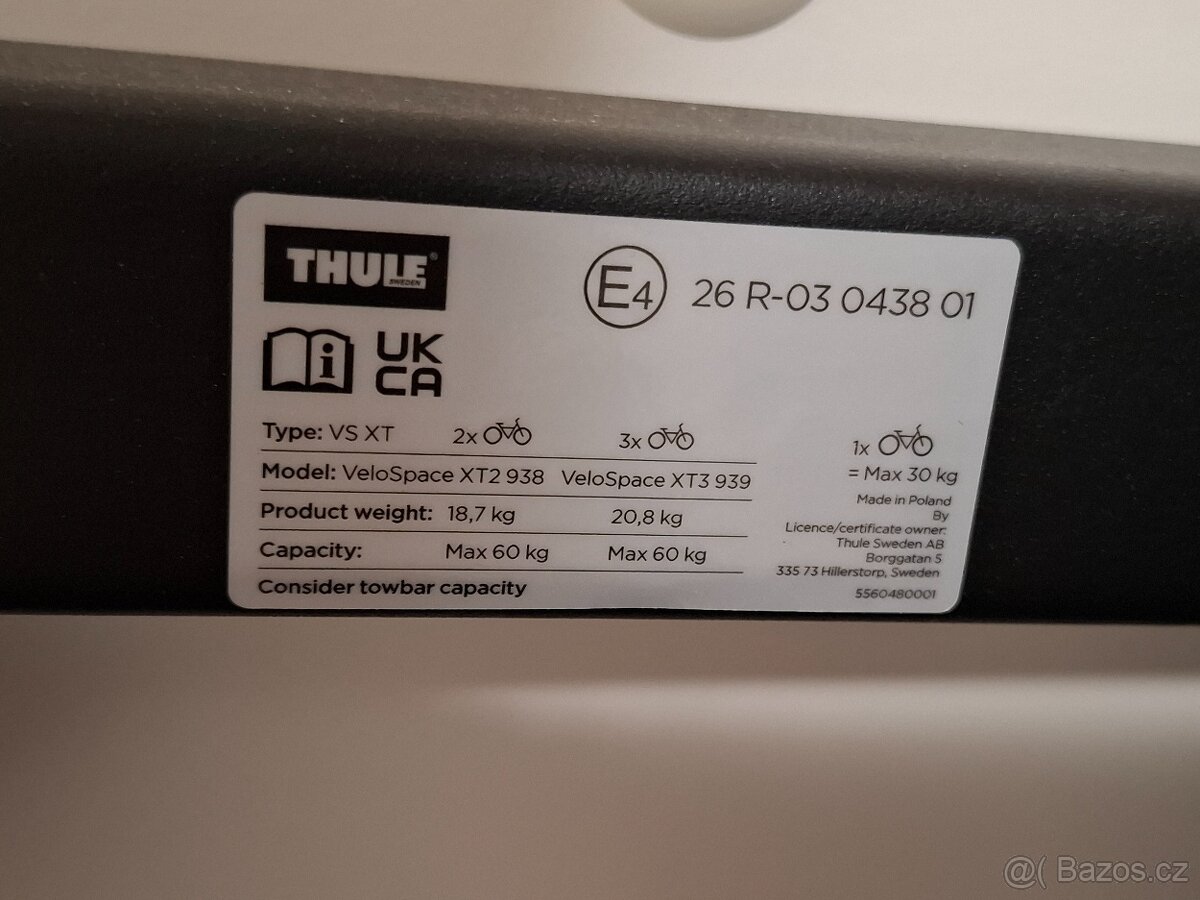 THULE®
SWEDEN
E4 26 R-03 0438 01
i
UK
CA
Type: VS XT 2x 3x
Model: VeloSpace XT2 938 VeloSpace XT3 939
Product weight: 18,7 kg 20,8 kg
Capacity: Max 60 kg Max 60 kg
Consider towbar capacity
1x
= Max 30 kg
Made in Poland
By
Licence/certificate owner:
Thule Sweden AB
Borggatan 5
335 73 Hillerstorp, Sweden
5560480001
@( Bazos.cz